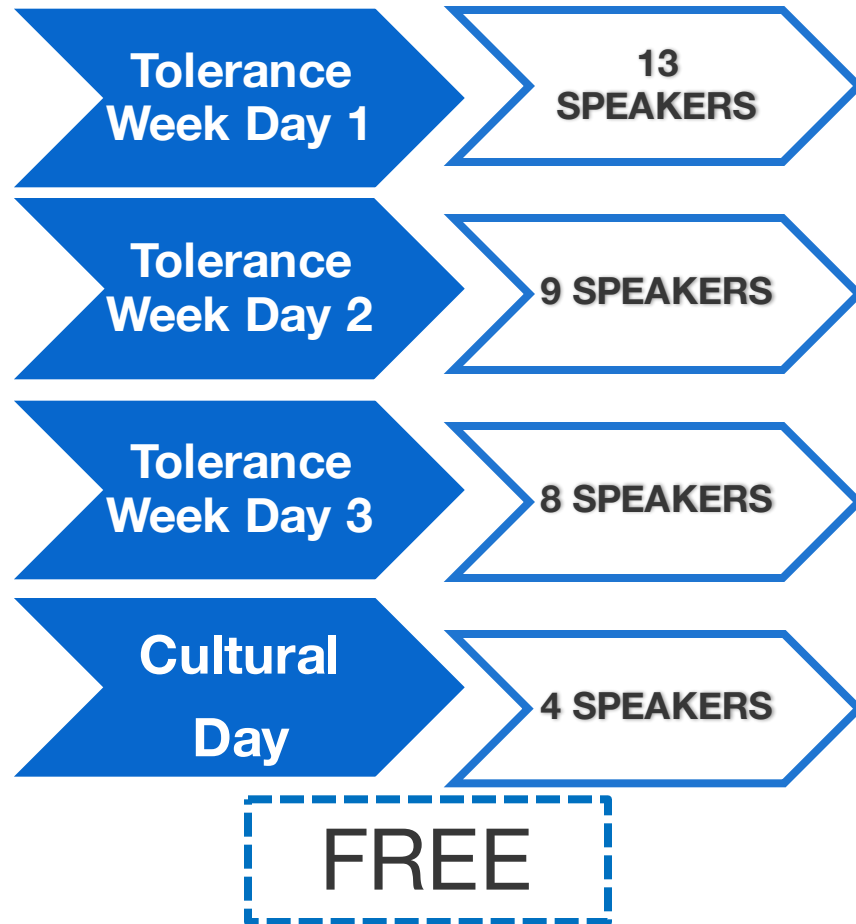 Tolerance
Week Day 1
13
SPEAKERS
Tolerance
Week Day 2
9 SPEAKERS
Tolerance
Week Day 3
8 SPEAKERS
Cultural
Day
4 SPEAKERS
FREE